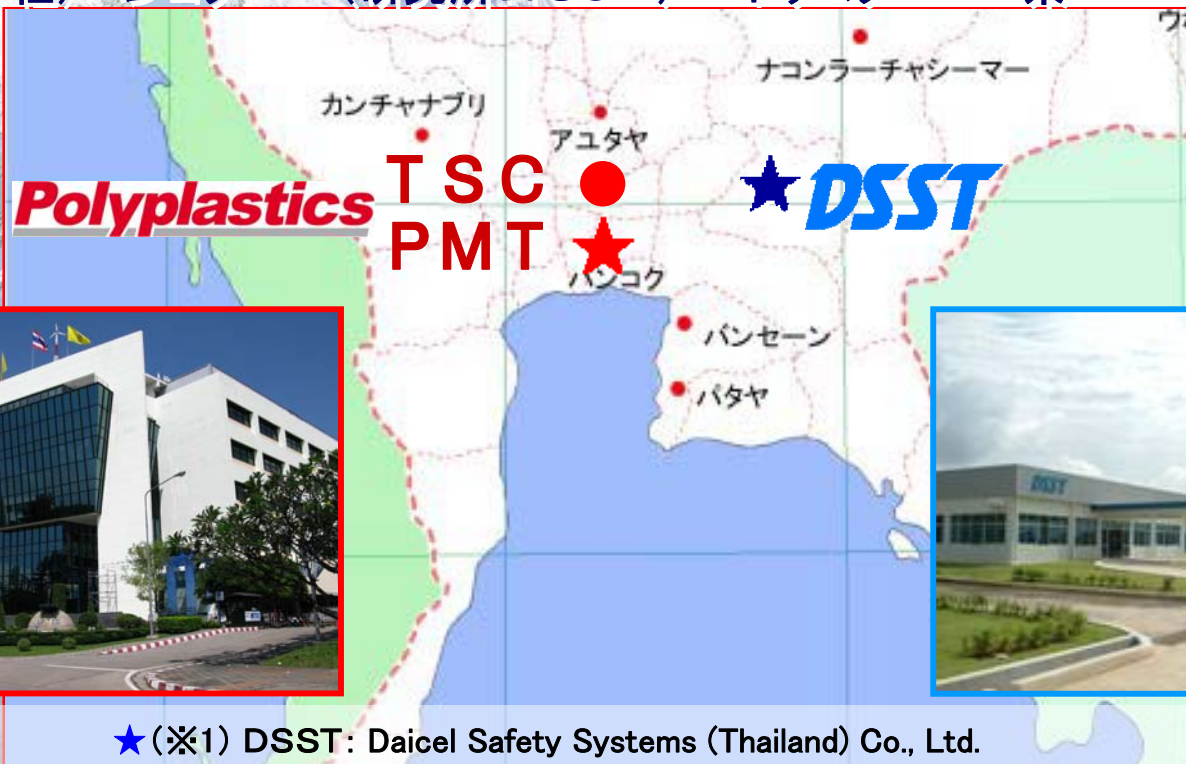 ナコンラーチャシーマー
カンチャナブリ
アユタヤ
Polyplastics
TSC
PMT
DSST
バンコク
バンセーン
パタヤ
DSST
★(※1) DSST: Daicel Safety Systems (Thailand) Co., Ltd.